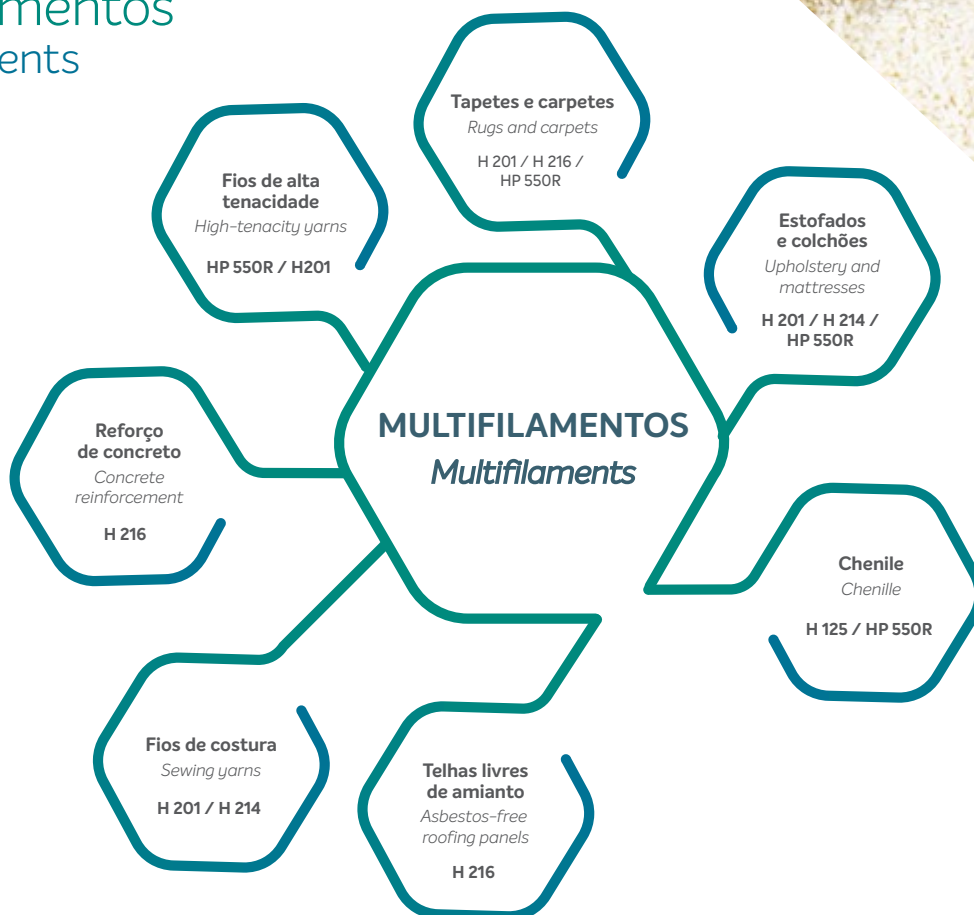 mentos
ents
Tapetes e carpetes
Rugs and carpets
H 201 / H 216 /
HP 550R
Fios de alta
tenacidade
High-tenacity yarns
HP 550R / H201
Estofados
e colchões
Upholstery and
mattresses
H 201 / H 214 /
HP 550R
MULTIFILAMENTOS
Multifilaments
Reforço
de concreto
Concrete
reinforcement
H 216
Chenile
Chenille
H 125 / HP 550R
Fios de costura
Sewing yarns
H 201 / H 214
Telhas livres
de amianto
Asbestos-free
roofing panels
H 216